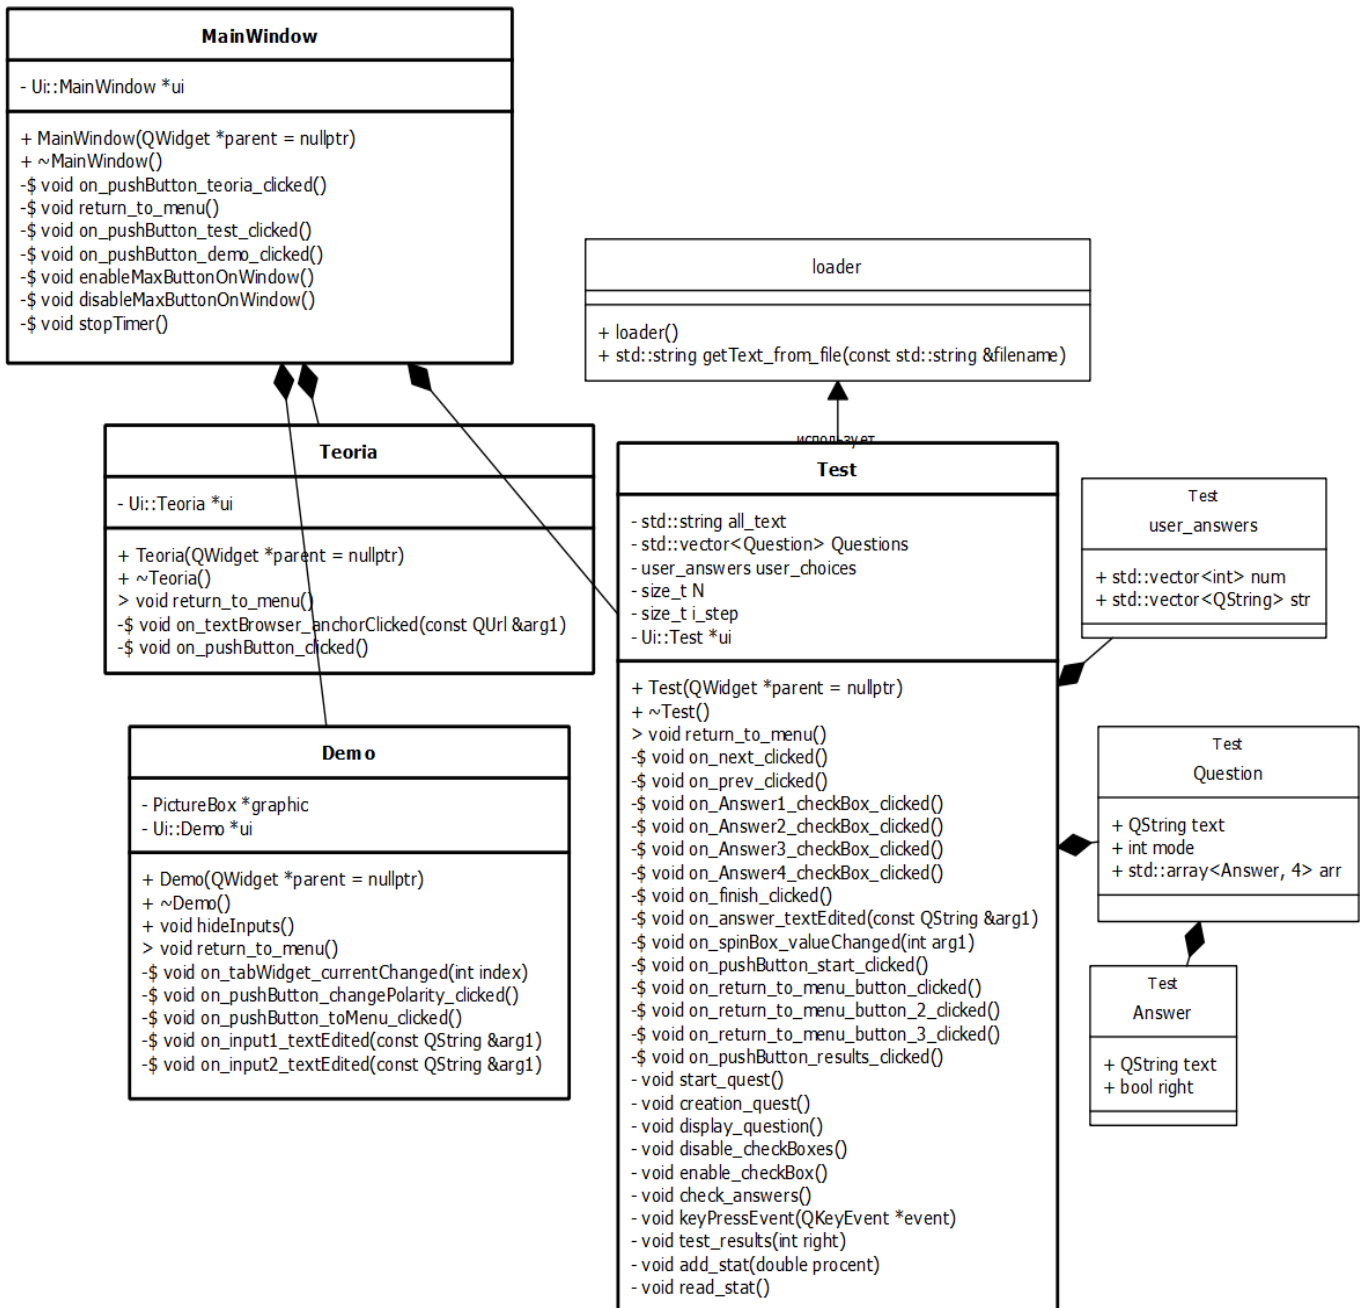 MainWindow
- Ui::MainWindow *ui
+ MainWindow(QWidget *parent = nullptr)
+ ~MainWindow()
-$ void on_pushButton_teoria_clicked()
-$ void return_to_menu()
-$ void on_pushButton_test_clicked()
-$ void on_pushButton_demo_clicked()
-$ void enableMaxButtonOnWindow()
-$ void disableMaxButtonOnWindow()
-$ void stopTimer()
loader
+ loader()
+ std::string getText_from_file(const std::string &filename)
использует
Teoria
- Ui::Teoria *ui
+ Teoria(QWidget *parent = nullptr)
+ ~Teoria()
> void return_to_menu()
-$ void on_textBrowser_anchorClicked(const QUrl &arg1)
-$ void on_pushButton_clicked()
Demo
- PictureBox *graphic
- Ui::Demo *ui
+ Demo(QWidget *parent = nullptr)
+ ~Demo()
+ void hideInputs()
> void return_to_menu()
-$ void on_tabWidget_currentChanged(int index)
-$ void on_pushButton_changePolarity_clicked()
-$ void on_pushButton_toMenu_clicked()
-$ void on_input1_textEdited(const QString &arg1)
-$ void on_input2_textEdited(const QString &arg1)
Test
- std::string all_text
- std::vector<Question> Questions
- user_answers user_choices
- size_t N
- size_t i_step
- Ui::Test *ui
+ Test(QWidget *parent = nullptr)
+ ~Test()
> void return_to_menu()
-$ void on_next_clicked()
-$ void on_prev_clicked()
-$ void on_Answer1_checkBox_clicked()
-$ void on_Answer2_checkBox_clicked()
-$ void on_Answer3_checkBox_clicked()
-$ void on_Answer4_checkBox_clicked()
-$ void on_finish_clicked()
-$ void on_answer_textEdited(const QString &arg1)
-$ void on_spinBox_valueChanged(int arg1)
-$ void on_pushButton_start_clicked()
-$ void on_return_to_menu_button_clicked()
-$ void on_return_to_menu_button_2_clicked()
-$ void on_return_to_menu_button_3_clicked()
-$ void on_pushButton_results_clicked()
- void start_quest()
- void creation_quest()
- void display_question()
- void disable_checkBoxes()
- void enable_checkBox()
- void check_answers()
- void keyPressEvent(QKeyEvent *event)
- void test_results(int right)
- void add_stat(double procent)
- void read_stat()
Test
user_answers
+ std::vector<int> num
+ std::vector<QString> str
Test
Question
+ QString text
+ int mode
+ std::array<Answer, 4> arr
Test
Answer
+ QString text
+ bool right